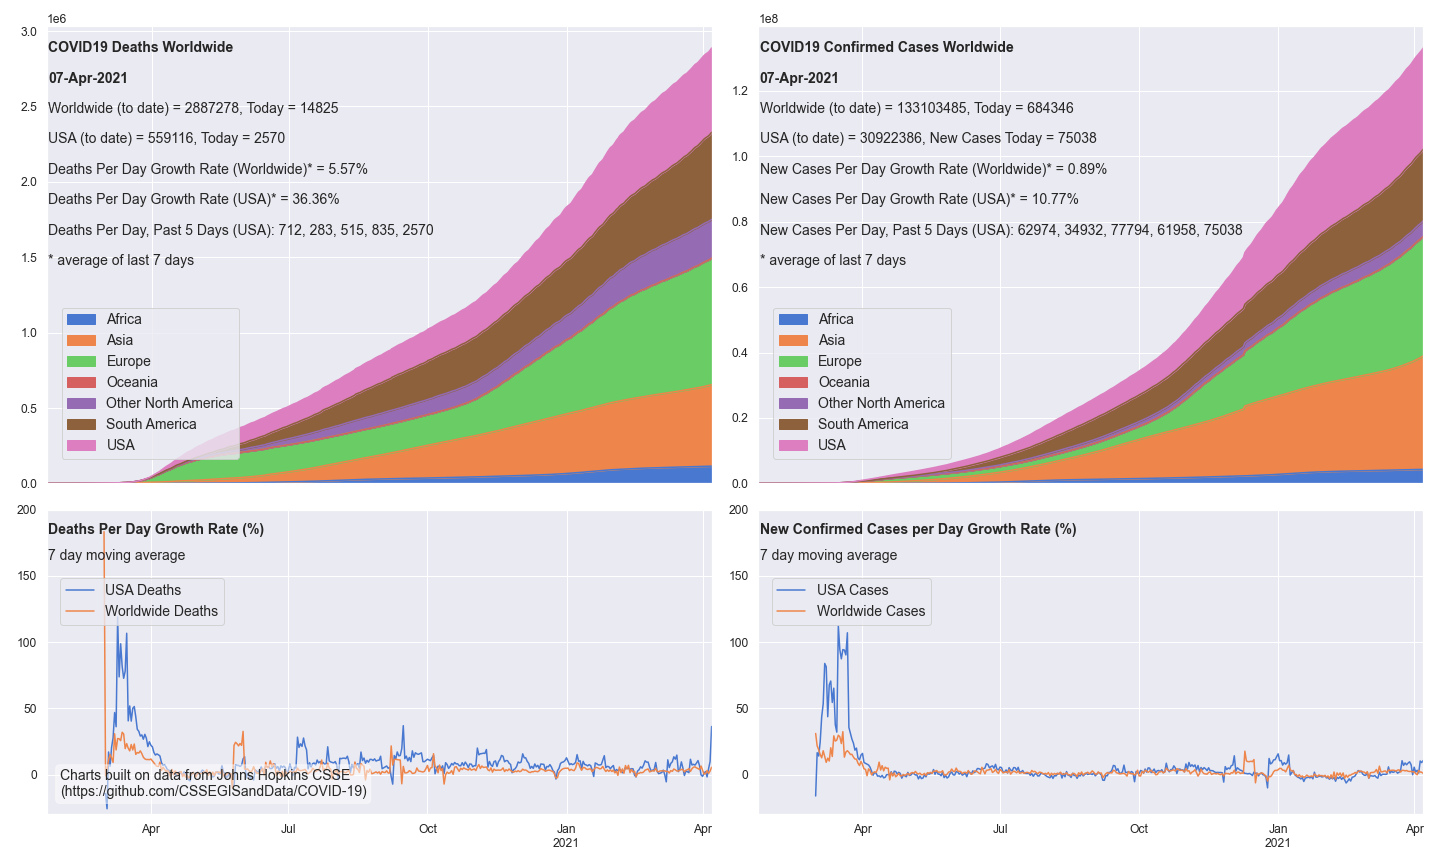 1e6
3.0
2.5
2.0
1.5
1.0
0.5
0.0
COVID19 Deaths Worldwide
07-Apr-2021
Worldwide (to date) = 2887278, Today = 14825
USA (to date) = 559116, Today = 2570
Deaths Per Day Growth Rate (Worldwide)* = 5.57%
Deaths Per Day Growth Rate (USA)* = 36.36%
Deaths Per Day, Past 5 Days (USA): 712, 283, 515, 835, 2570
* average of last 7 days
Africa
Asia
Europe
Oceania
Other North America
South America
USA
1e8
1.2
1.0
0.8
0.6
0.4
0.2
0.0
COVID19 Confirmed Cases Worldwide
07-Apr-2021
Worldwide (to date) = 133103485, Today = 684346
USA (to date) = 30922386, New Cases Today = 75038
New Cases Per Day Growth Rate (Worldwide)* = 0.89%
New Cases Per Day Growth Rate (USA)* = 10.77%
New Cases Per Day, Past 5 Days (USA): 62974, 34932, 77794, 61958, 75038
* average of last 7 days
Africa
Asia
Europe
Oceania
Other North America
South America
USA
200
150
100
50
0
Deaths Per Day Growth Rate (%)
7 day moving average
USA Deaths
Worldwide Deaths
Charts built on data from Johns Hopkins CSSE
(https://github.com/CSSEGISandData/COVID-19)
Apr
Jul
Oct
Jan
2021
Apr
200
150
100
50
0
New Confirmed Cases per Day Growth Rate (%)
7 day moving average
USA Cases
Worldwide Cases
Apr
Jul
Oct
Jan
2021
Apr